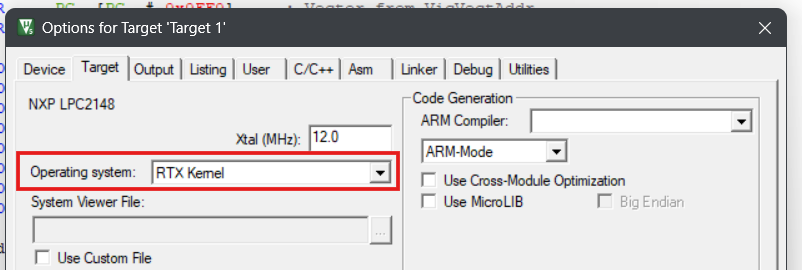 PC, [PC, #-0x0FF0] ; Vector from VicVectAddr
Options for Target 'Target 1'
Device Target Output Listing User C/C++ Asm Linker Debug Utilities
NXP LPC2148
Xtal (MHz): 12.0
Operating system: RTX Kernel
System Viewer File:
...
Use Custom File
Code Generation
ARM Compiler:
ARM-Mode
Use Cross-Module Optimization
Use MicroLIB Big Endian